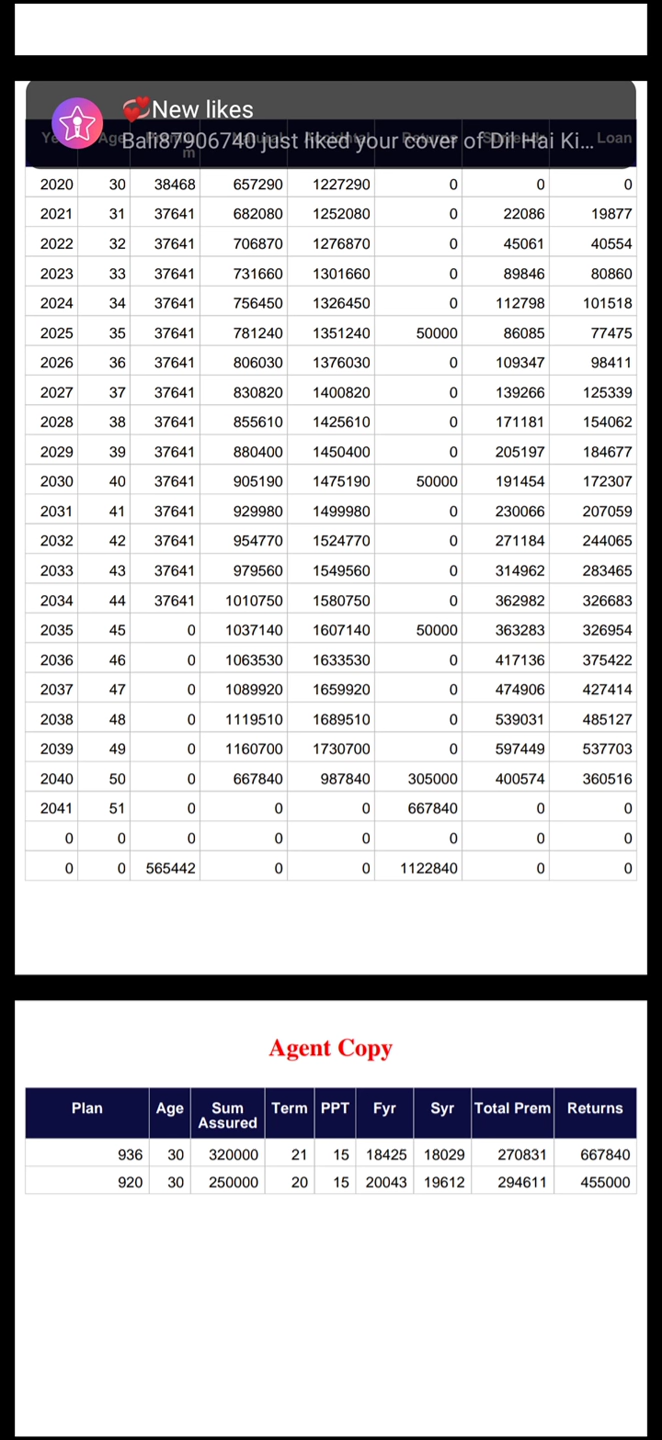 💞New likes
Bali87906740 just liked your cover of Dil Hai Ki...
Loan
2020 30 38468 657290 1227290 0 0 0
2021 31 37641 682080 1252080 0 22086 19877
2022 32 37641 706870 1276870 0 45061 40554
2023 33 37641 731660 1301660 0 89846 80860
2024 34 37641 756450 1326450 0 112798 101518
2025 35 37641 781240 1351240 50000 86085 77475
2026 36 37641 806030 1376030 0 109347 98411
2027 37 37641 830820 1400820 0 139266 125339
2028 38 37641 855610 1425610 0 171181 154062
2029 39 37641 880400 1450400 0 205197 184677
2030 40 37641 905190 1475190 50000 191454 172307
2031 41 37641 929980 1499980 0 230066 207059
2032 42 37641 954770 1524770 0 271184 244065
2033 43 37641 979560 1549560 0 314962 283465
2034 44 37641 1010750 1580750 0 362982 326683
2035 45 0 1037140 1607140 50000 363283 326954
2036 46 0 1063530 1633530 0 417136 375422
2037 47 0 1089920 1659920 0 474906 427414
2038 48 0 1119510 1689510 0 539031 485127
2039 49 0 1160700 1730700 0 597449 537703
2040 50 0 667840 987840 305000 400574 360516
2041 51 0 0 0 667840 0 0
0 0 0 0 0 0 0 0
0 0 565442 0 0 1122840 0 0
Agent Copy
Plan Age Sum Assured Term PPT Fyr Syr Total Prem Returns
936 30 320000 21 15 18425 18029 270831 667840
920 30 250000 20 15 20043 19612 294611 455000